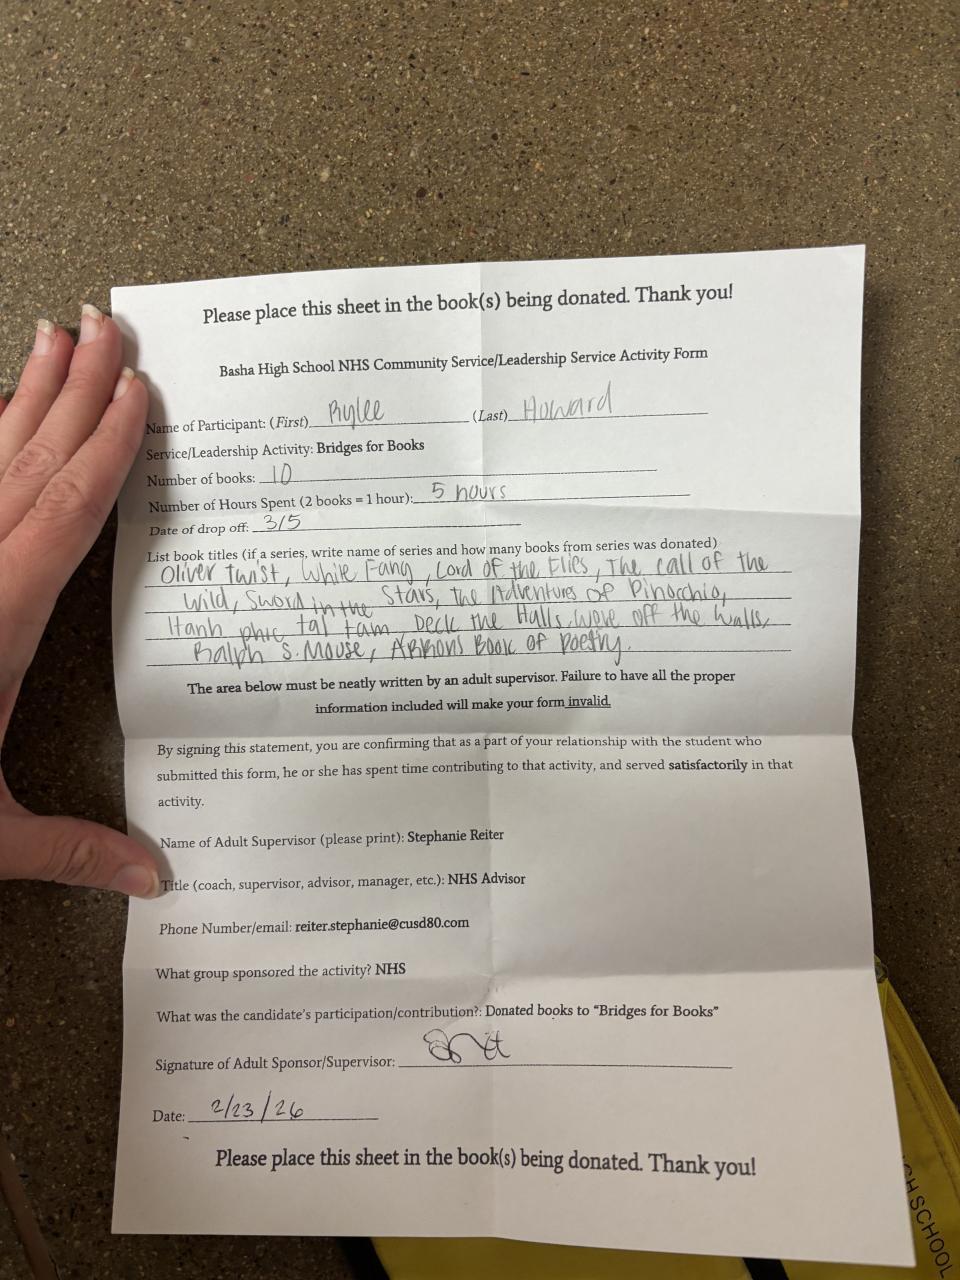 Please place this sheet in the book(s) being donated. Thank you!
Basha High School NHS Community Service/Leadership Service Activity Form
Name of Participant: (First) Rylee (Last) Howard
Service/Leadership Activity: Bridges for Books
Number of books: 10
Number of Hours Spent (2 books = 1 hour): 5 hours
Date of drop off: 3/5
List book titles (if a series, write name of series and how many books from series was donated)
Oliver Twist, White Fang, Lord of the Flies, The call of the
Wild, Sword in the Stars, the Adventures of Pinocchio,
Hanh phic tal tam Deck the Halls, were off the walls,
Ralph S. Mouse, Book of poetry.
The area below must be neatly written by an adult supervisor. Failure to have all the proper
information included will make your form invalid.
By signing this statement, you are confirming that as a part of your relationship with the student who
submitted this form, he or she has spent time contributing to that activity, and served satisfactorily in that
activity.
Name of Adult Supervisor (please print): Stephanie Reiter
Title (coach, supervisor, advisor, manager, etc.): NHS Advisor
Phone Number/email: reiter.stephanie@cusd80.com
What group sponsored the activity? NHS
What was the candidate's participation/contribution?: Donated books to “Bridges for Books”
Signature of Adult Sponsor/Supervisor:
Date: 2/23/26
Please place this sheet in the book(s) being donated. Thank you!
SCHOOL